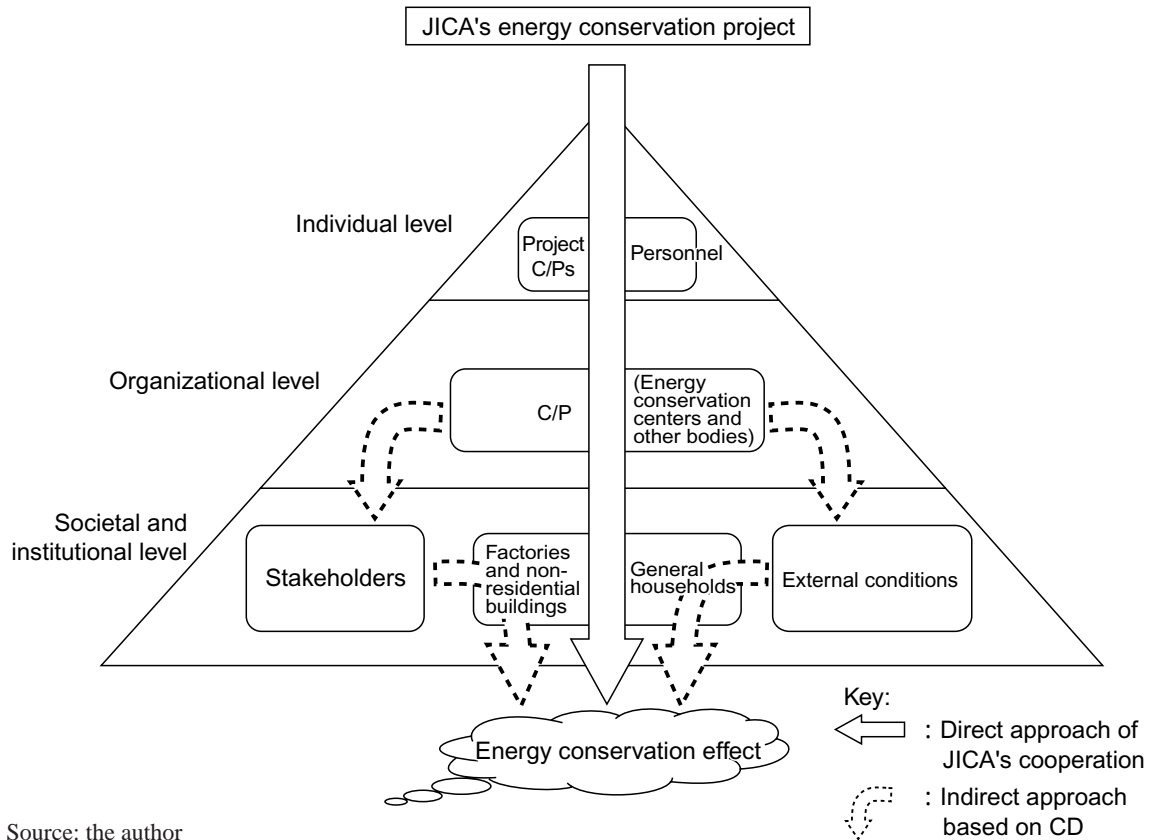 JICA's energy conservation project
Individual level
Project
C/Ps
Personnel
Organizational level
C/P
(Energy
conservation
centers and
other bodies)
Societal and
institutional level
Stakeholders
Factories
and non-
residential
buildings
General
households
External conditions
Energy conservation effect
Key:
: Direct approach of
JICA's cooperation
: Indirect approach
based on CD
Source: the author